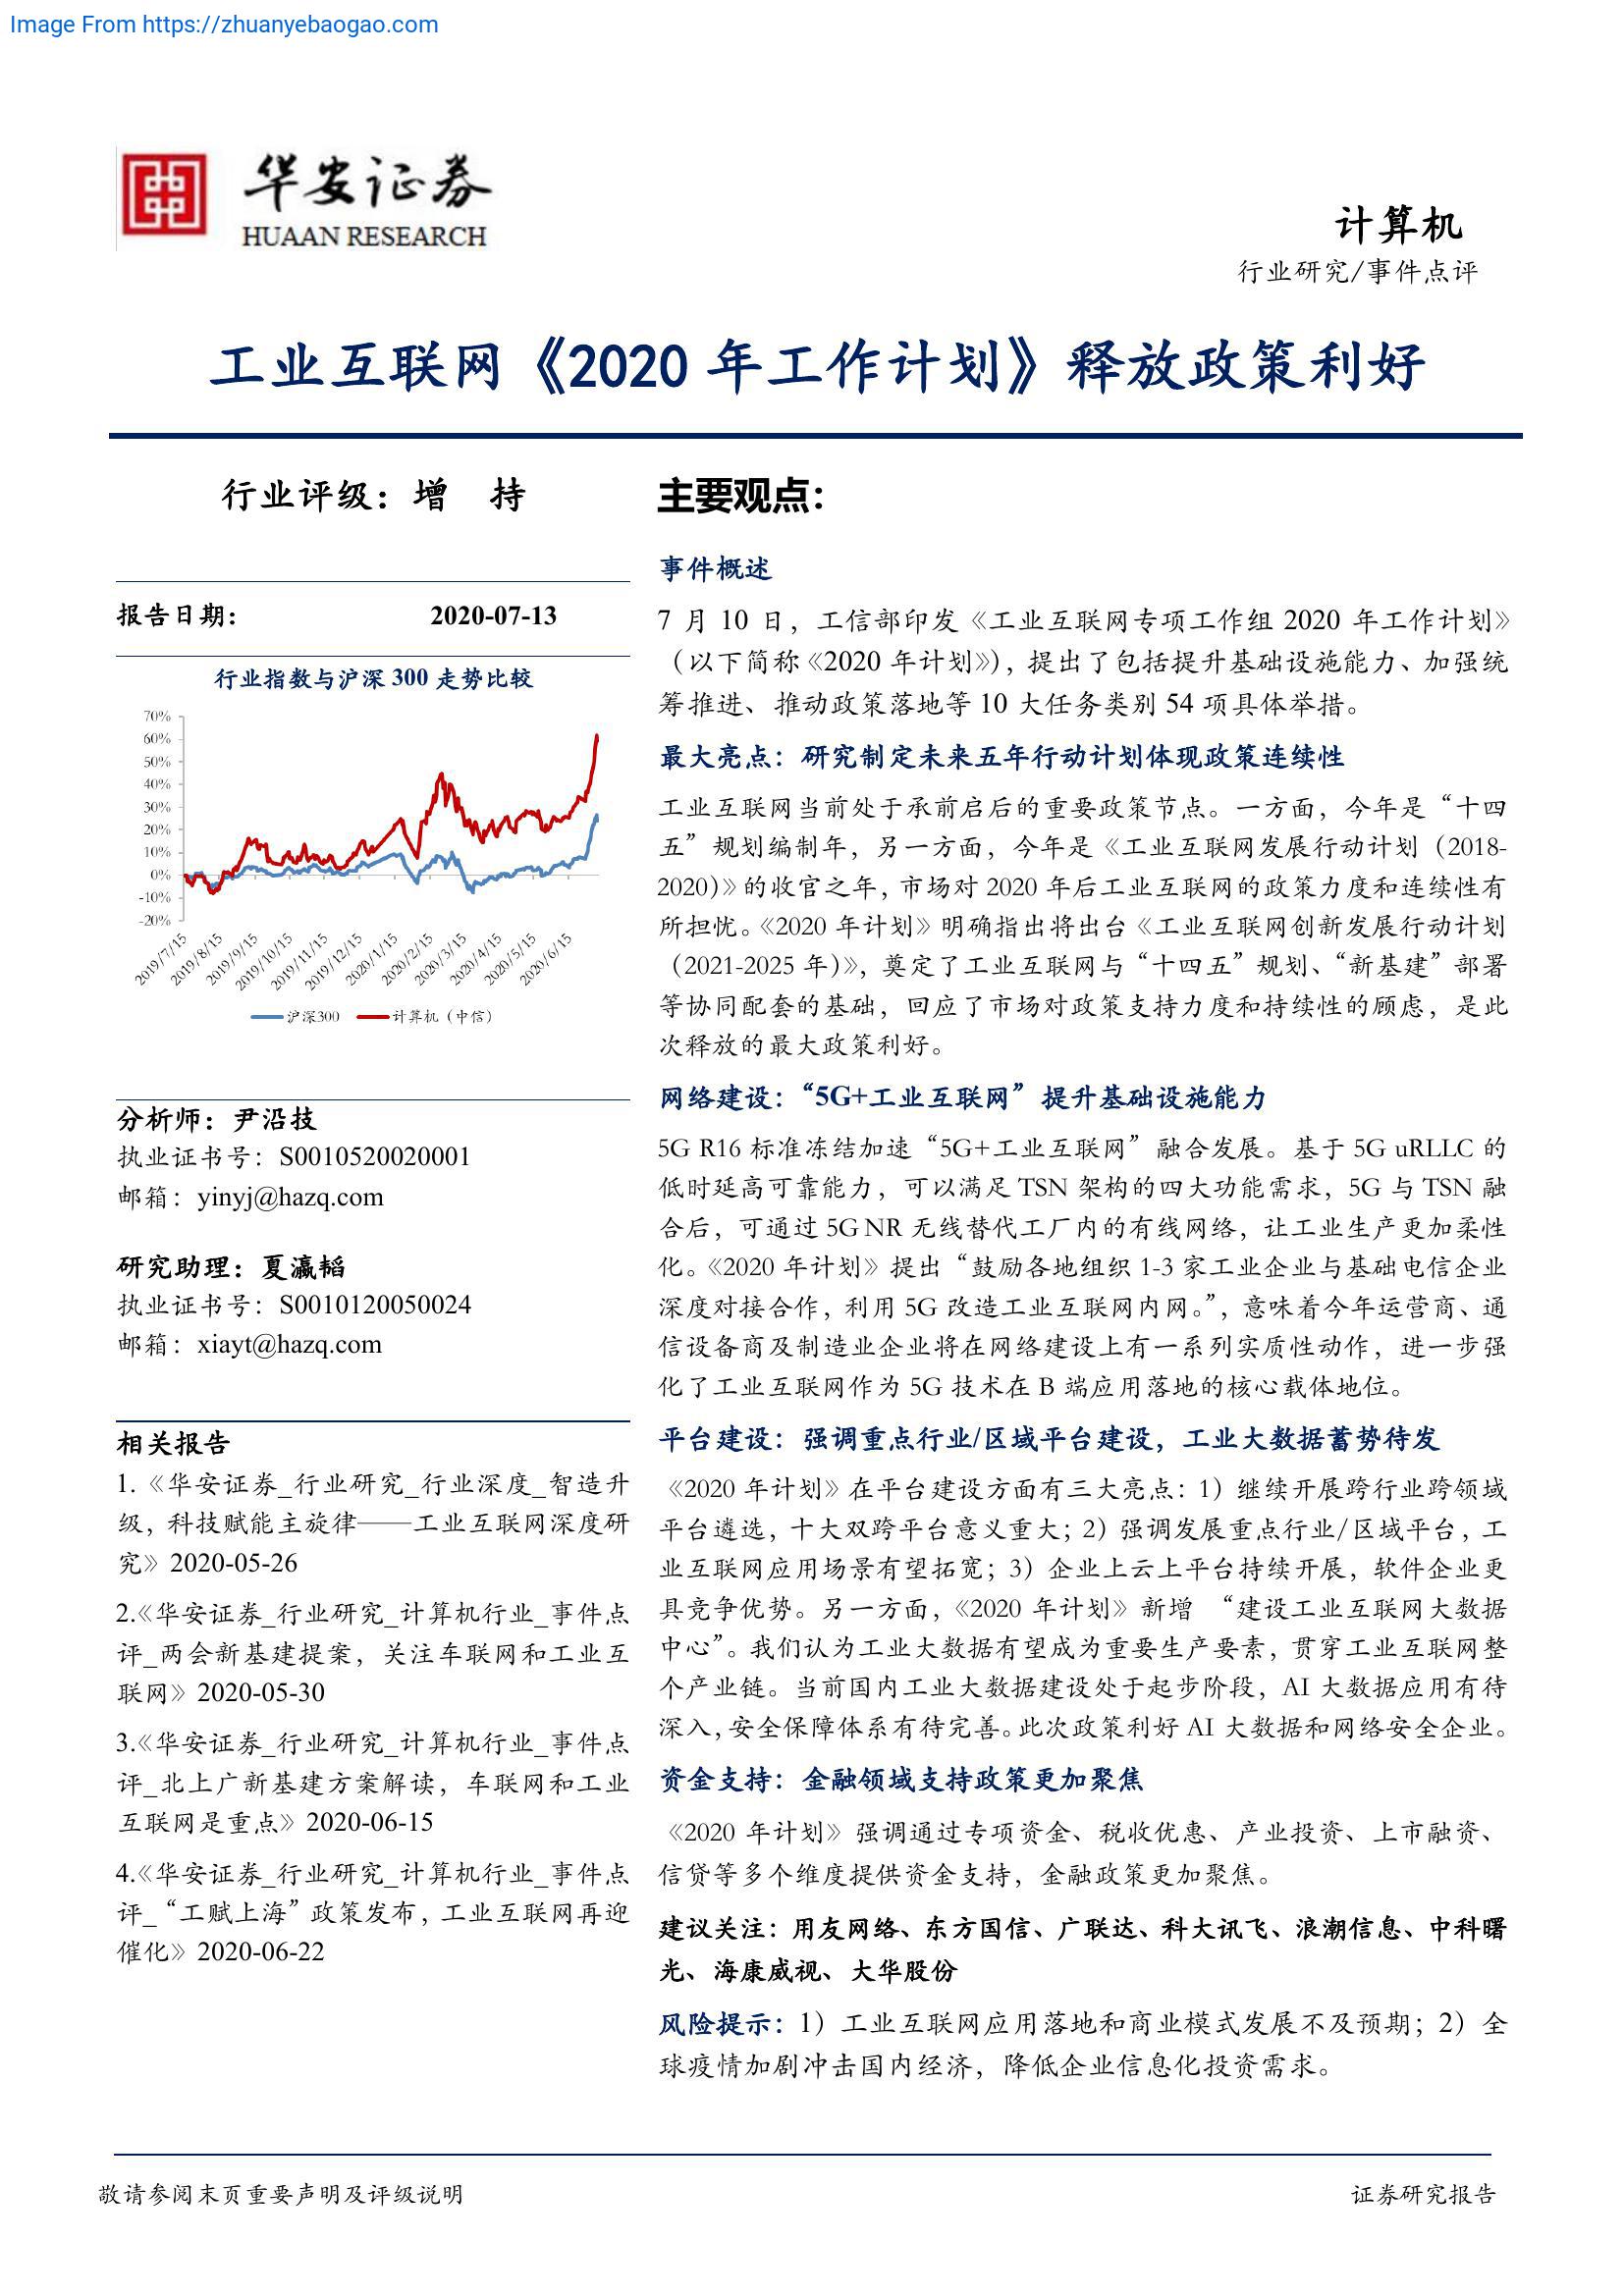 Image From https://zhuanyebaogao.com
华安证券
HUAAN RESEARCH
计算机
行业研究/事件点评
工业互联网《2020 年工作计划》释放政策利好
行业评级：增 持
报告日期： 2020-07-13
行业指数与沪深 300 走势比较
70%
60%
50%
40%
30%
20%
10%
0%
-10%
-20%
2019/7/15
2019/8/15
2019/9/15
2019/10/15
2019/11/15
2019/12/15
2020/1/15
2020/2/15
2020/3/15
2020/4/15
2020/5/15
2020/6/15
沪深300 计算机（中信）
分析师：尹沿技
执业证书号：S0010520020001
邮箱：yinyj@hazq.com
研究助理：夏瀛韬
执业证书号：S0010120050024
邮箱：xiayt@hazq.com
相关报告
1.《华安证券_行业研究_行业深度_智造升
级，科技赋能主旋律——工业互联网深度研
究》2020-05-26
2.《华安证券_行业研究_计算机行业_事件点
评_两会新基建提案，关注车联网和工业互
联网》2020-05-30
3.《华安证券_行业研究_计算机行业_事件点
评_北上广新基建方案解读，车联网和工业
互联网是重点》2020-06-15
4.《华安证券_行业研究_计算机行业_事件点
评_“工赋上海”政策发布，工业互联网再迎
催化》2020-06-22
主要观点：
事件概述
7 月 10 日，工信部印发《工业互联网专项工作组 2020 年工作计划》
（以下简称《2020 年计划》），提出了包括提升基础设施能力、加强统
筹推进、推动政策落地等 10 大任务类别 54 项具体举措。
最大亮点：研究制定未来五年行动计划体现政策连续性
工业互联网当前处于承前启后的重要政策节点。一方面，今年是“十四
五”规划编制年，另一方面，今年是《工业互联网发展行动计划（2018-
2020）》的收官之年，市场对 2020 年后工业互联网的政策力度和连续性有
所担忧。《2020 年计划》明确指出将出台《工业互联网创新发展行动计划
（2021-2025 年）》，奠定了工业互联网与“十四五”规划、“新基建”部署
等协同配套的基础，回应了市场对政策支持力度和持续性的顾虑，是此
次释放的最大政策利好。
网络建设：“5G+工业互联网”提升基础设施能力
5G R16 标准冻结加速“5G+工业互联网”融合发展。基于 5G uRLLC 的
低时延高可靠能力，可以满足 TSN 架构的四大功能需求，5G 与 TSN 融
合后，可通过 5G NR 无线替代工厂内的有线网络，让工业生产更加柔性
化。《2020 年计划》提出“鼓励各地组织 1-3 家工业企业与基础电信企业
深度对接合作，利用 5G 改造工业互联网内网。”，意味着今年运营商、通
信设备商及制造业企业将在网络建设上有一系列实质性动作，进一步强
化了工业互联网作为 5G 技术在 B 端应用落地的核心载体地位。
平台建设：强调重点行业/区域平台建设，工业大数据蓄势待发
《2020 年计划》在平台建设方面有三大亮点：1）继续开展跨行业跨领域
平台遴选，十大双跨平台意义重大；2）强调发展重点行业/区域平台，工
业互联网应用场景有望拓宽；3）企业上云上平台持续开展，软件企业更
具竞争优势。另一方面，《2020 年计划》新增 “建设工业互联网大数据
中心”。我们认为工业大数据有望成为重要生产要素，贯穿工业互联网整
个产业链。当前国内工业大数据建设处于起步阶段，AI 大数据应用有待
深入，安全保障体系有待完善。此次政策利好 AI 大数据和网络安全企业。
资金支持：金融领域支持政策更加聚焦
《2020 年计划》强调通过专项资金、税收优惠、产业投资、上市融资、
信贷等多个维度提供资金支持，金融政策更加聚焦。
建议关注：用友网络、东方国信、广联达、科大讯飞、浪潮信息、中科曙
光、海康威视、大华股份
风险提示：1）工业互联网应用落地和商业模式发展不及预期；2）全
球疫情加剧冲击国内经济，降低企业信息化投资需求。
敬请参阅末页重要声明及评级说明 证券研究报告